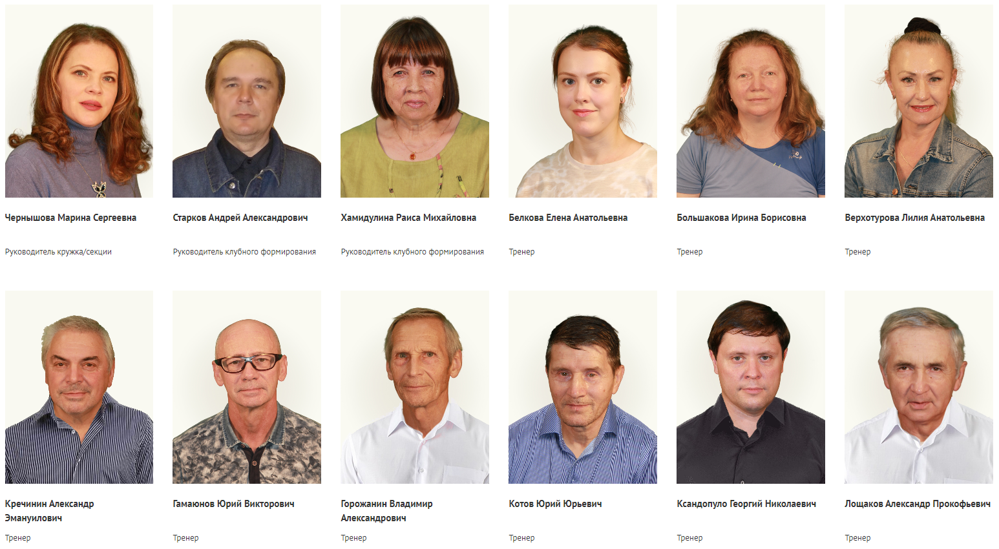 Чернышова Марина Сергеевна
Старков Андрей Александрович
Хамидулина Раиса Михайловна
Белкова Елена Анатольевна
Большакова Ирина Борисовна
Верхотурова Лилия Анатольевна
Руководитель кружка/секции
Руководитель клубного формирования
Руководитель клубного формирования
Тренер
Тренер
Тренер
Кречинин Александр
Эмануилович
Гамаюнов Юрий Викторович
Горожанин Владимир
Александрович
Котов Юрий Юрьевич
Ксандопуло Георгий Николаевич
Лощаков Александр Прокофьевич
Тренер
Тренер
Тренер
Тренер
Тренер
Тренер